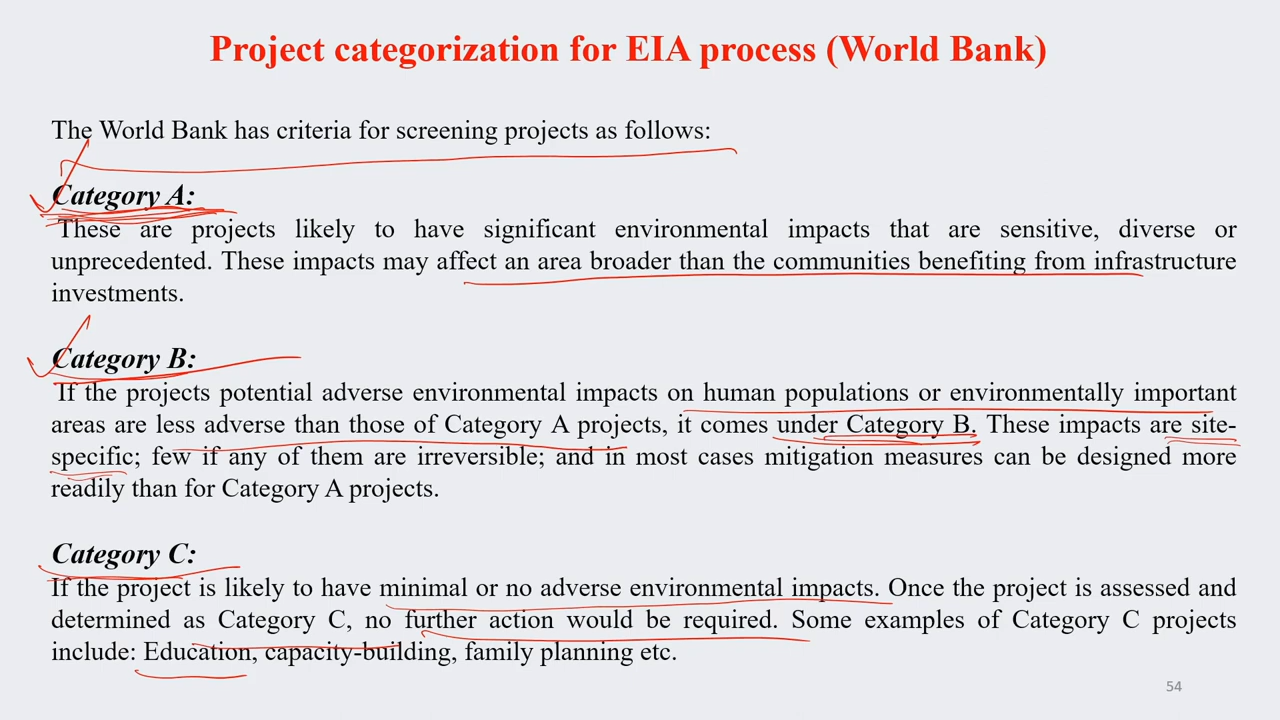 Project categorization for EIA process (World Bank)
The World Bank has criteria for screening projects as follows:
Category A:
These are projects likely to have significant environmental impacts that are sensitive, diverse or
unprecedented. These impacts may affect an area broader than the communities benefiting from infrastructure
investments.
Category B:
If the projects potential adverse environmental impacts on human populations or environmentally important
areas are less adverse than those of Category A projects, it comes under Category B. These impacts are site-
specific; few if any of them are irreversible; and in most cases mitigation measures can be designed more
readily than for Category A projects.
Category C:
If the project is likely to have minimal or no adverse environmental impacts. Once the project is assessed and
determined as Category C, no further action would be required. Some examples of Category C projects
include: Education, capacity-building, family planning etc.
54